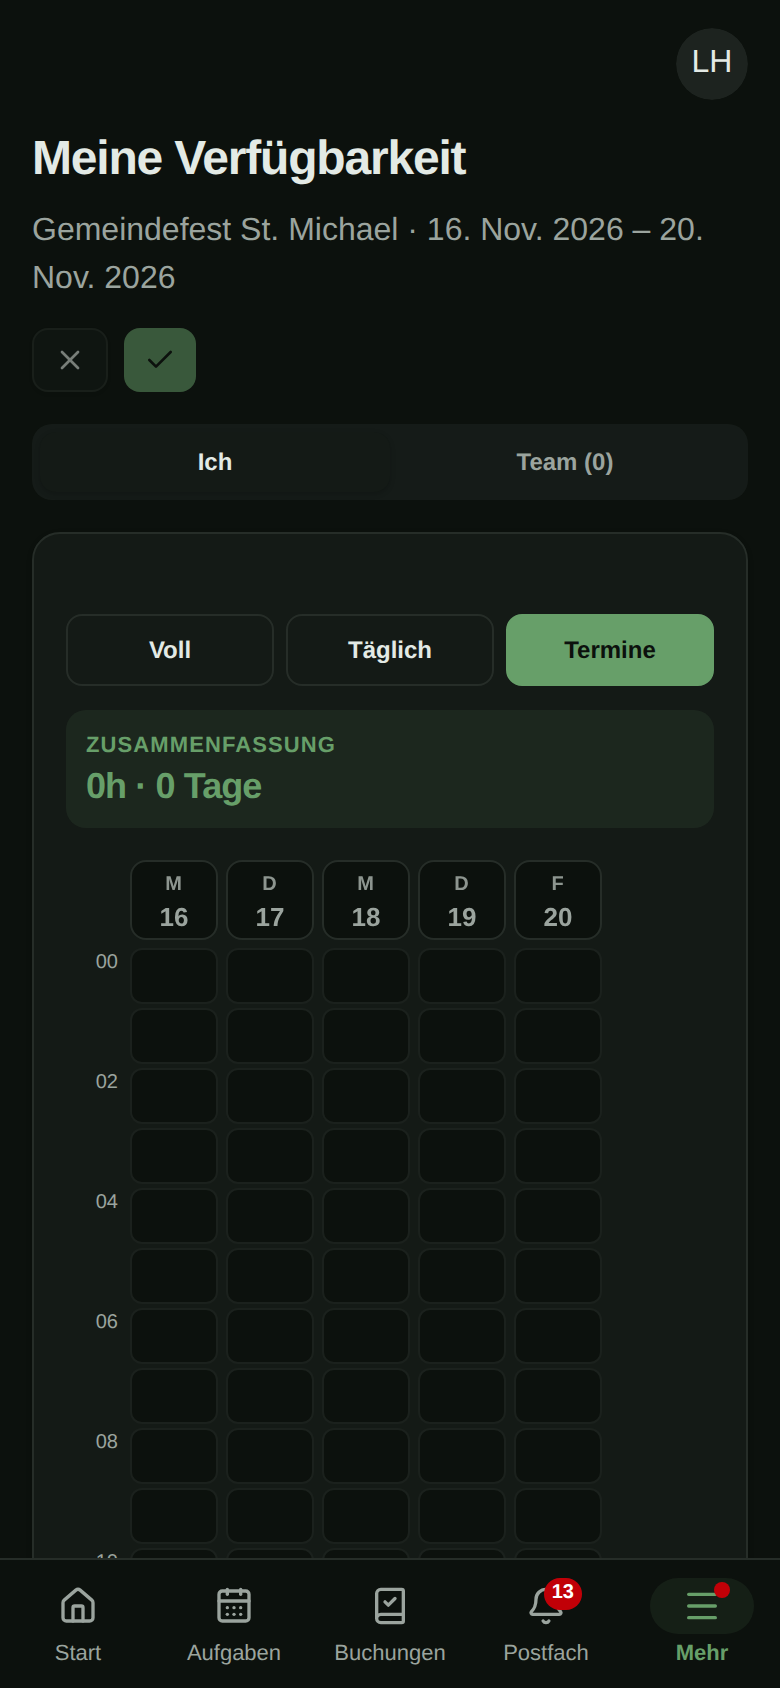 LH
Meine Verfügbarkeit
Gemeindefest St. Michael · 16. Nov. 2026 – 20.
Nov. 2026
Ich Team (0)
Voll Täglich Termine
ZUSAMMENFASSUNG
0h · 0 Tage
M D M D F
16 17 18 19 20
00
02
04
06
08
13
Start Aufgaben Buchungen Postfach Mehr